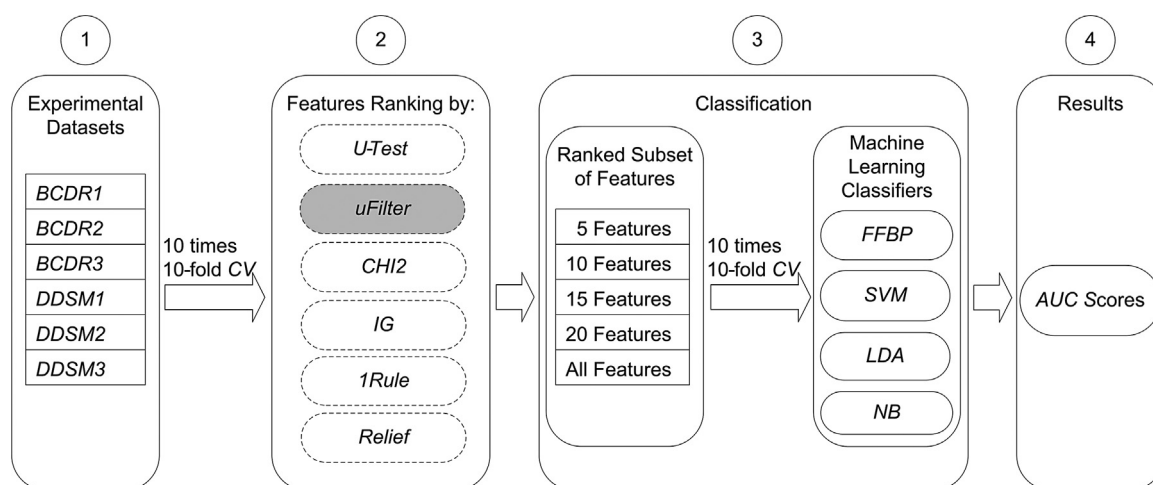 1
2
3
4
Experimental
Datasets
BCDR1
BCDR2
BCDR3
DDSM1
DDSM2
DDSM3
10 times
10-fold CV
Features Ranking by:
U-Test
uFilter
CHI2
IG
1Rule
Relief
Classification
Ranked Subset
of Features
5 Features
10 Features
15 Features
20 Features
All Features
10 times
10-fold CV
Machine
Learning
Classifiers
FFBP
SVM
LDA
NB
Results
AUC Scores